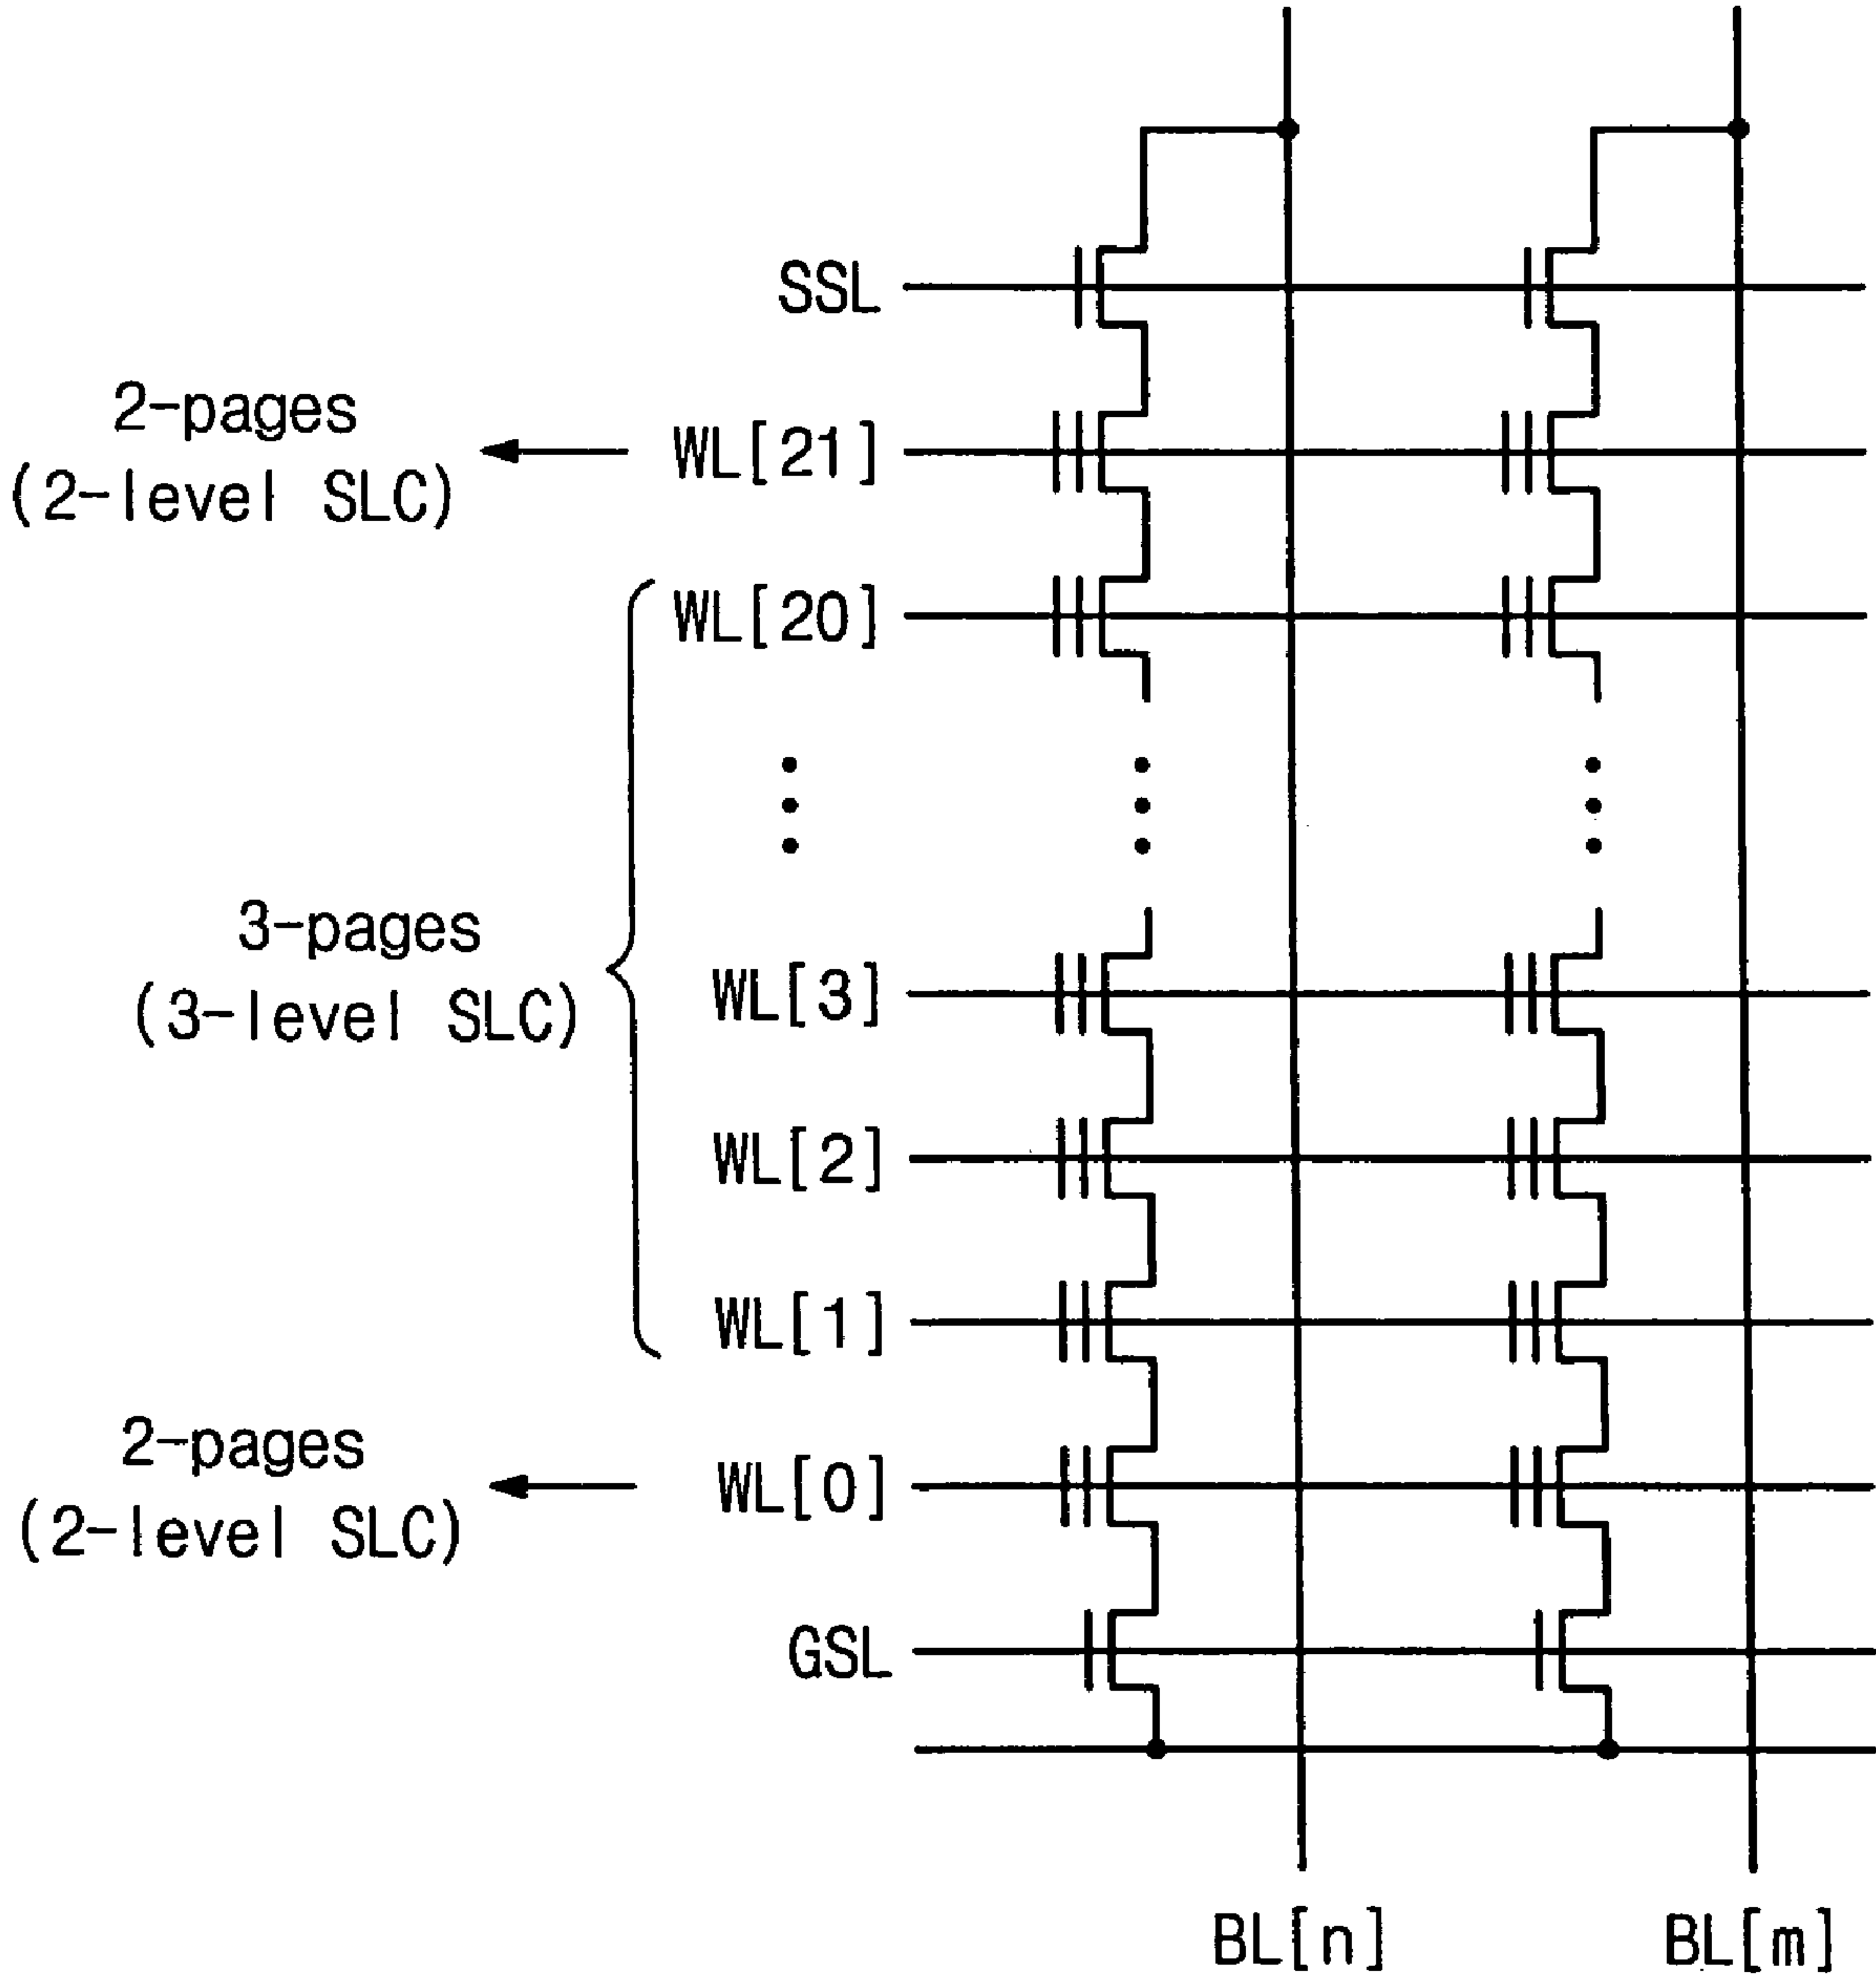 SSL
2-pages
(2-level SLC)
WL[21]
WL[20]
3-pages
(3-level SLC)
WL[3]
WL[2]
WL[1]
2-pages
(2-level SLC)
WL[0]
GSL
BL[n]
BL[m]